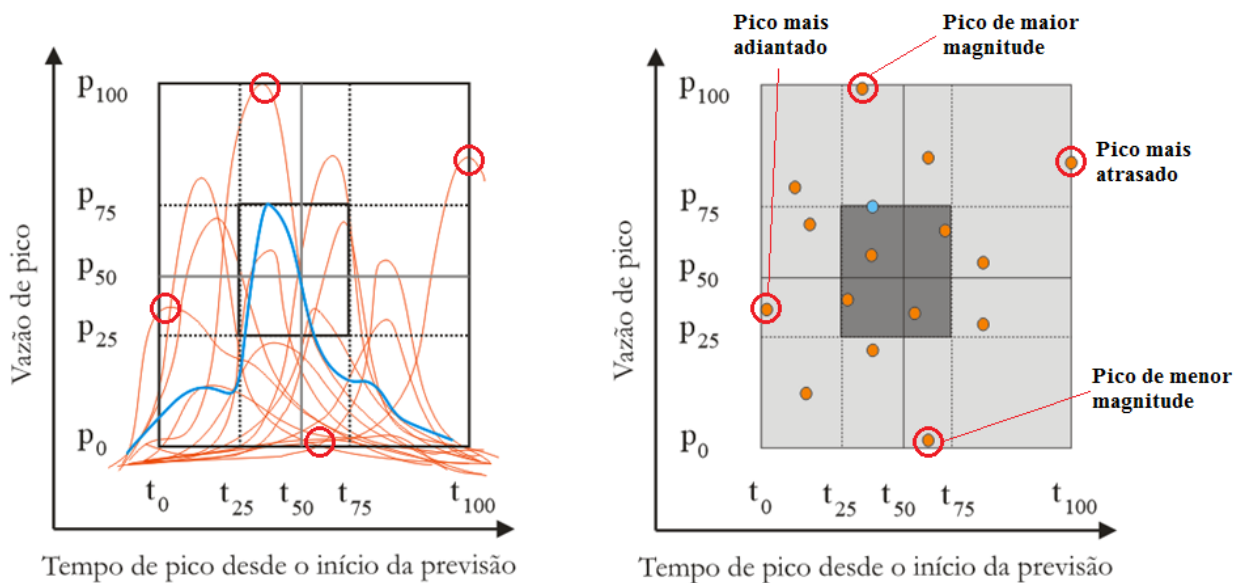 p100
p75
p50
p25
p0
Vazão de pico
t0
t25
t50
t75
t100
Tempo de pico desde o início da previsão
Pico mais
adiantado
Pico de maior
magnitude
Pico mais
atrasado
Pico de menor
magnitude
p100
p75
p50
p25
p0
Vazão de pico
t0
t25
t50
t75
t100
Tempo de pico desde o início da previsão